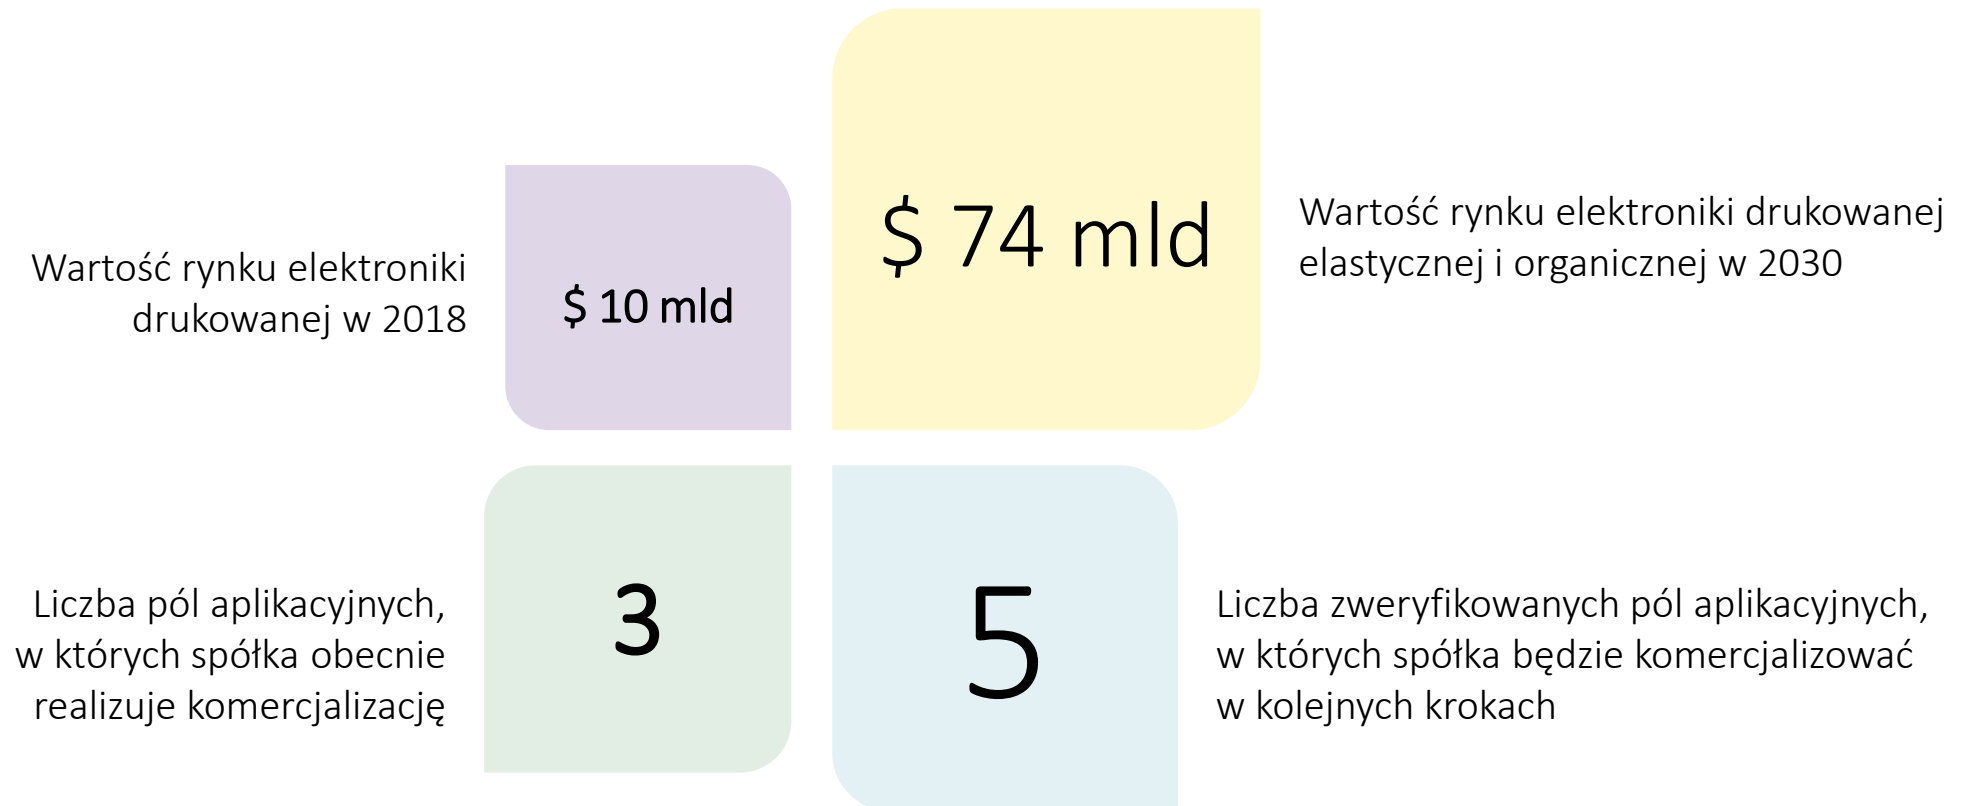 Wartość rynku elektroniki
drukowanej w 2018
$ 10 mld
$ 74 mld
Wartość rynku elektroniki drukowanej
elastycznej i organicznej w 2030
Liczba pól aplikacyjnych,
w których spółka obecnie
realizuje komercjalizację
3
5
Liczba zweryfikowanych pól aplikacyjnych,
w których spółka będzie komercjalizować
w kolejnych krokach